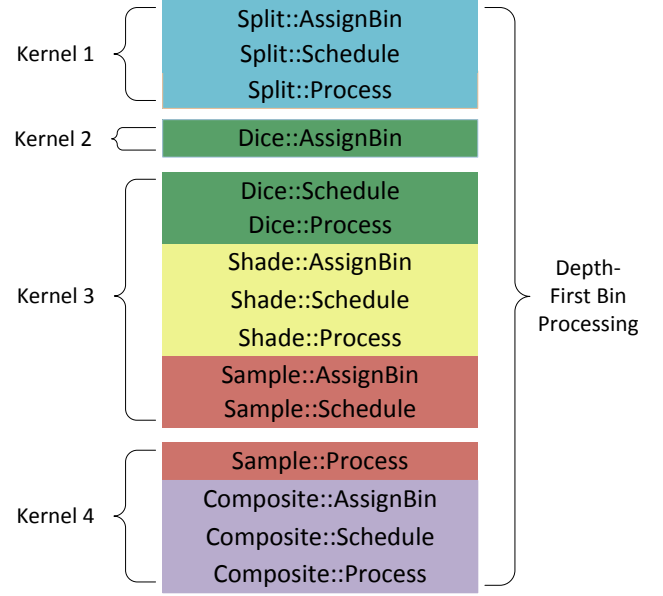 Kernel 1
Split::AssignBin
Split::Schedule
Split::Process
Kernel 2
Dice::AssignBin
Kernel 3
Dice::Schedule
Dice::Process
Shade::AssignBin
Shade::Schedule
Shade::Process
Sample::AssignBin
Sample::Schedule
Kernel 4
Sample::Process
Composite::AssignBin
Composite::Schedule
Composite::Process
Depth-
First Bin
Processing